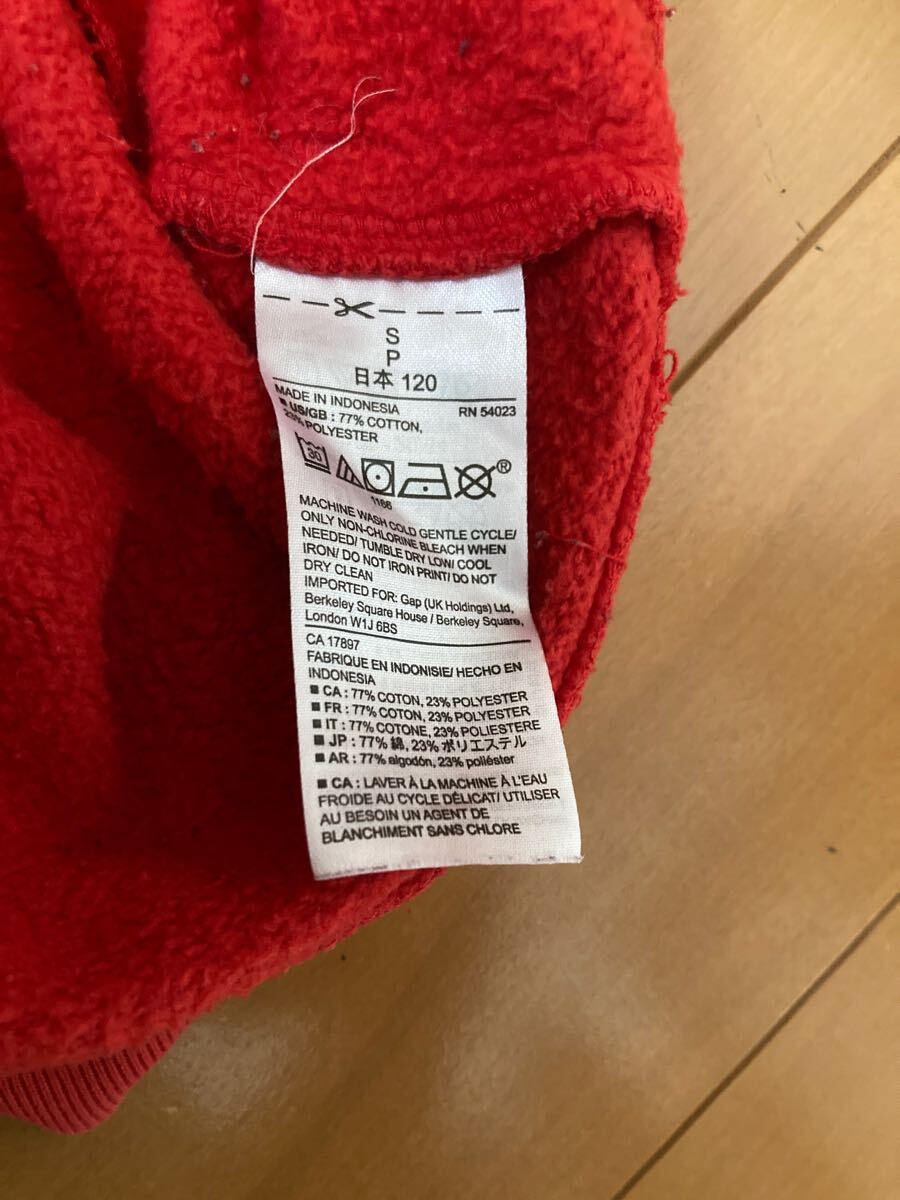 S
P
日本 120
MADE IN INDONESIA RN 54023
■ US/GB : 77% COTTON,
23% POLYESTER
30
®
1166
MACHINE WASH COLD GENTLE CYCLE/
ONLY NON-CHLORINE BLEACH WHEN
NEEDED/ TUMBLE DRY LOW/ COOL
IRON/ DO NOT IRON PRINT/ DO NOT
DRY CLEAN
IMPORTED FOR: Gap (UK Holdings) Ltd,
Berkeley Square House / Berkeley Square,
London W1J 6BS
CA 17897
FABRIQUE EN INDONISIE/ HECHO EN
INDONESIA
■ CA : 77% COTON, 23% POLYESTER
■ FR : 77% COTON, 23% POLYESTER
■ IT : 77% COTONE, 23% POLIESTERE
■ JP : 77% 綿, 23% ポリエステル
■ AR : 77% algodón, 23% poliéster
■ CA : LAVER À LA MACHINE À L'EAU
FROIDE AU CYCLE DÉLICAT/ UTILISER
AU BESOIN UN AGENT DE
BLANCHIMENT SANS CHLORE